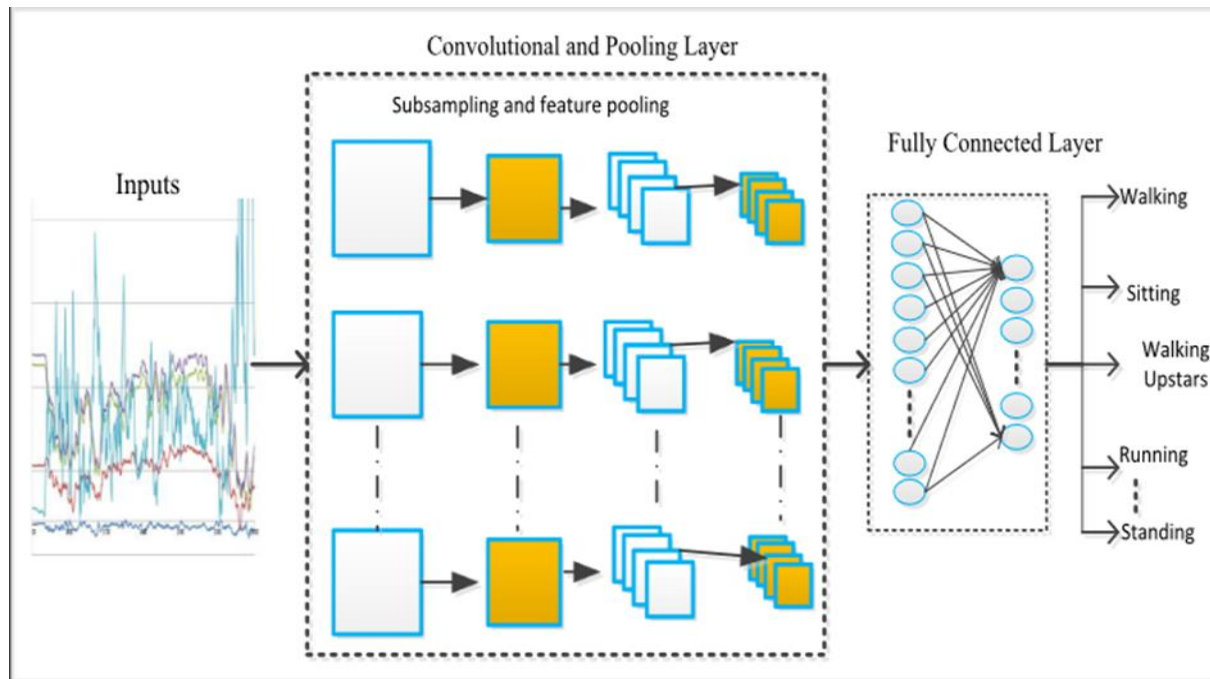 Convolutional and Pooling Layer
Subsampling and feature pooling
Fully Connected Layer
Inputs
Walking
Sitting
Walking
Upstars
Running
Standing